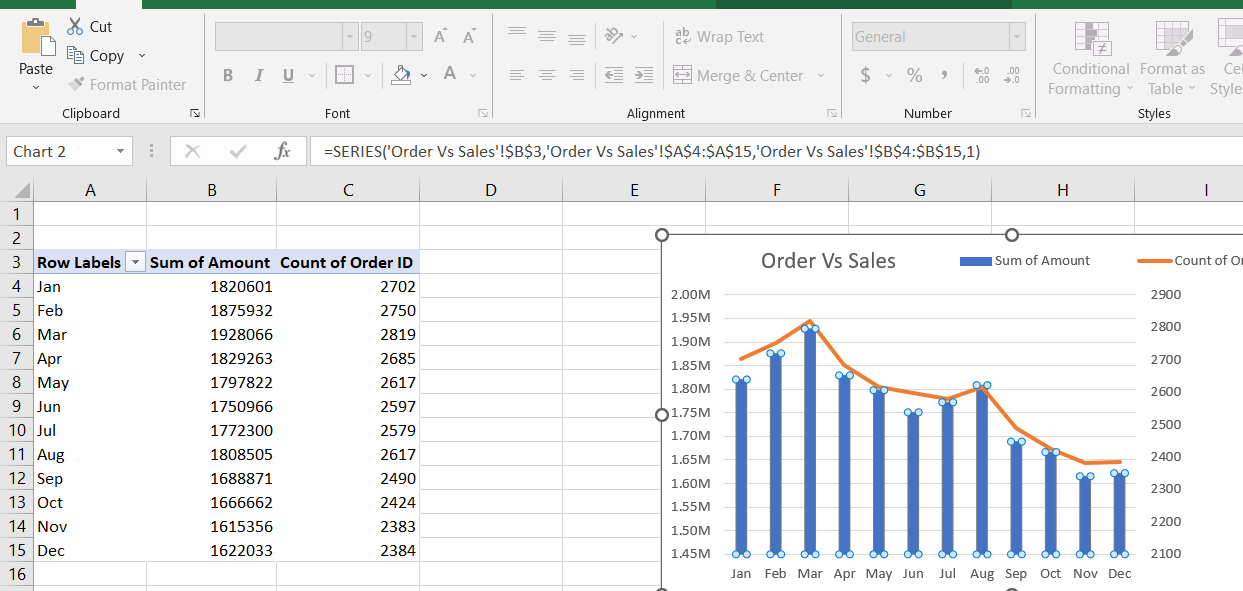 Cut
Copy
Format Painter
Paste
Clipboard
9
A A
B I U A
Font
ab Wrap Text
Merge & Center
Alignment
General
$ % ,
Number
Conditional Formatting
Format as Table
Styles
Chart 2
fx
=SERIES('Order Vs Sales'!$B$3,'Order Vs Sales'!$A$4:$A$15,'Order Vs Sales'!$B$4:$B$15,1)
A B C D E F G H I
1
2
3 Row Labels Sum of Amount Count of Order ID
4 Jan 1820601 2702
5 Feb 1875932 2750
6 Mar 1928066 2819
7 Apr 1829263 2685
8 May 1797822 2617
9 Jun 1750966 2597
10 Jul 1772300 2579
11 Aug 1808505 2617
12 Sep 1688871 2490
13 Oct 1666662 2424
14 Nov 1615356 2383
15 Dec 1622033 2384
16
Order Vs Sales
Sum of Amount
Count of Or
2.00M 2900
1.95M
1.90M 2800
1.85M 2700
1.80M 2600
1.75M
1.70M 2500
1.65M 2400
1.60M 2300
1.55M
1.50M 2200
1.45M 2100
Jan Feb Mar Apr May Jun Jul Aug Sep Oct Nov Dec